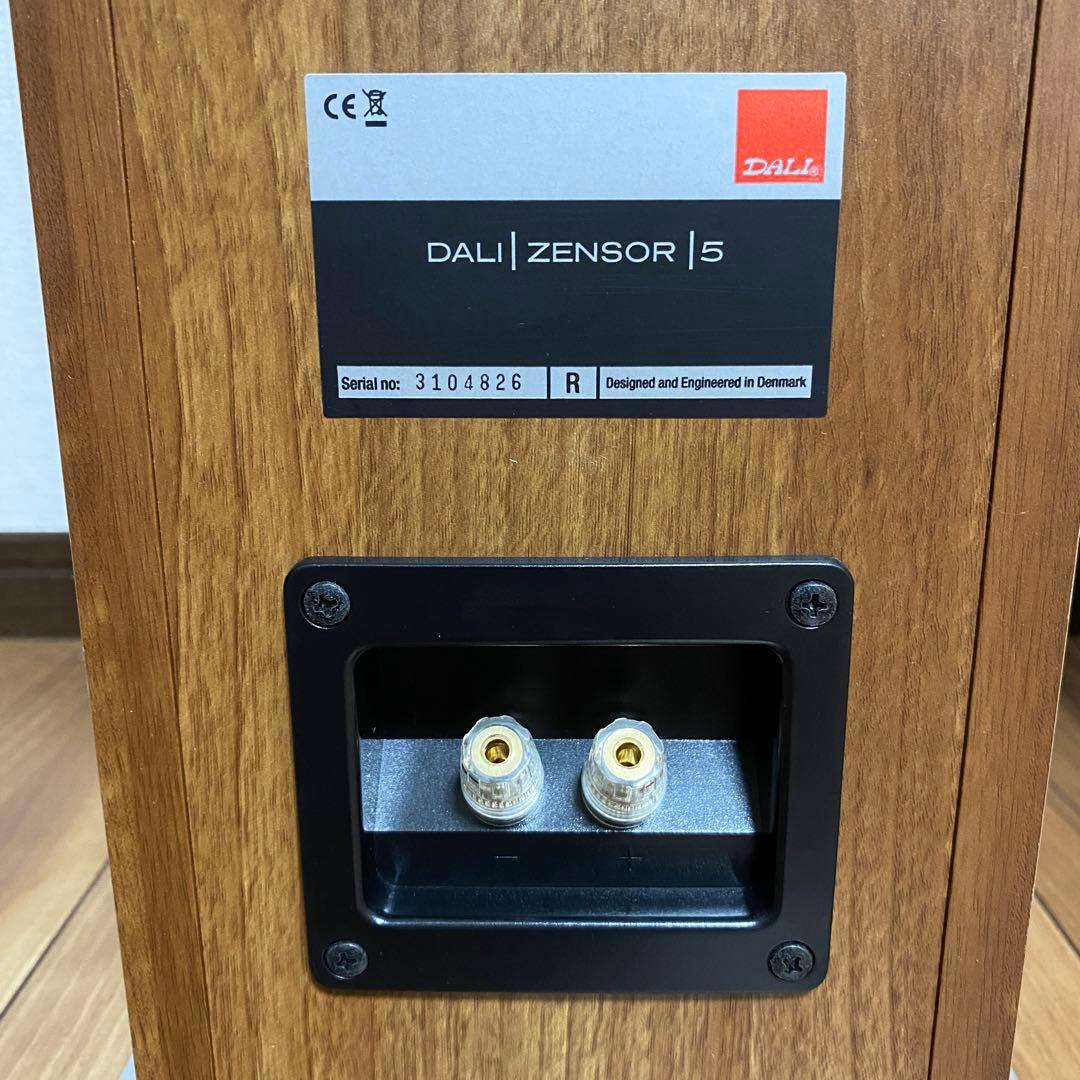 CE
DALI®
DALI | ZENSOR | 5
Serial no: 3104826 R Designed and Engineered in Denmark
− +